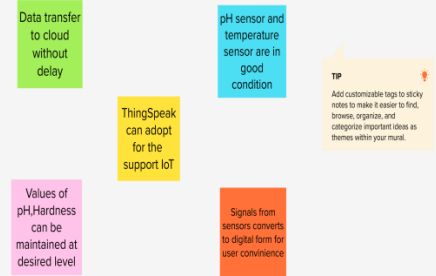 Data transfer
to cloud
without
delay
pH sensor and
temperature
sensor are in
good
condition
TIP
Add customizable tags to sticky
notes to make it easier to find,
browse, organize, and
categorize important ideas as
themes within your mural.
ThingSpeak
can adopt
for the
support IoT
Values of
pH,Hardness
can be
maintained at
desired level
Signals from
sensors converts
to digital form for
user convinience